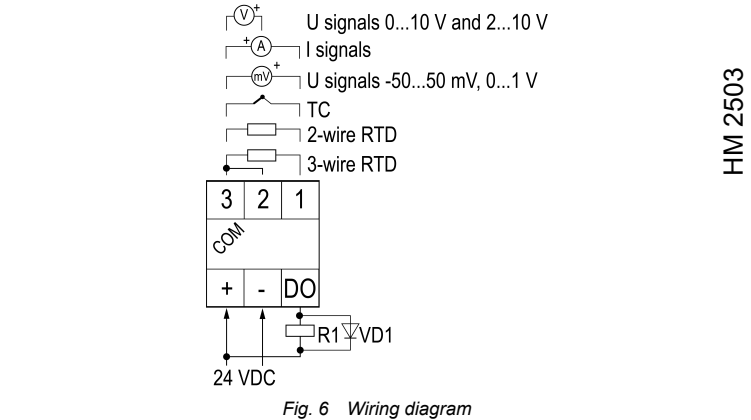 V+
U signals 0...10 V and 2...10 V
+A
I signals
mV+
U signals -50...50 mV, 0...1 V
TC
2-wire RTD
3-wire RTD
3 2 1
COM
+ - DO
R1 VD1
24 VDC
Fig. 6 Wiring diagram
HM 2503